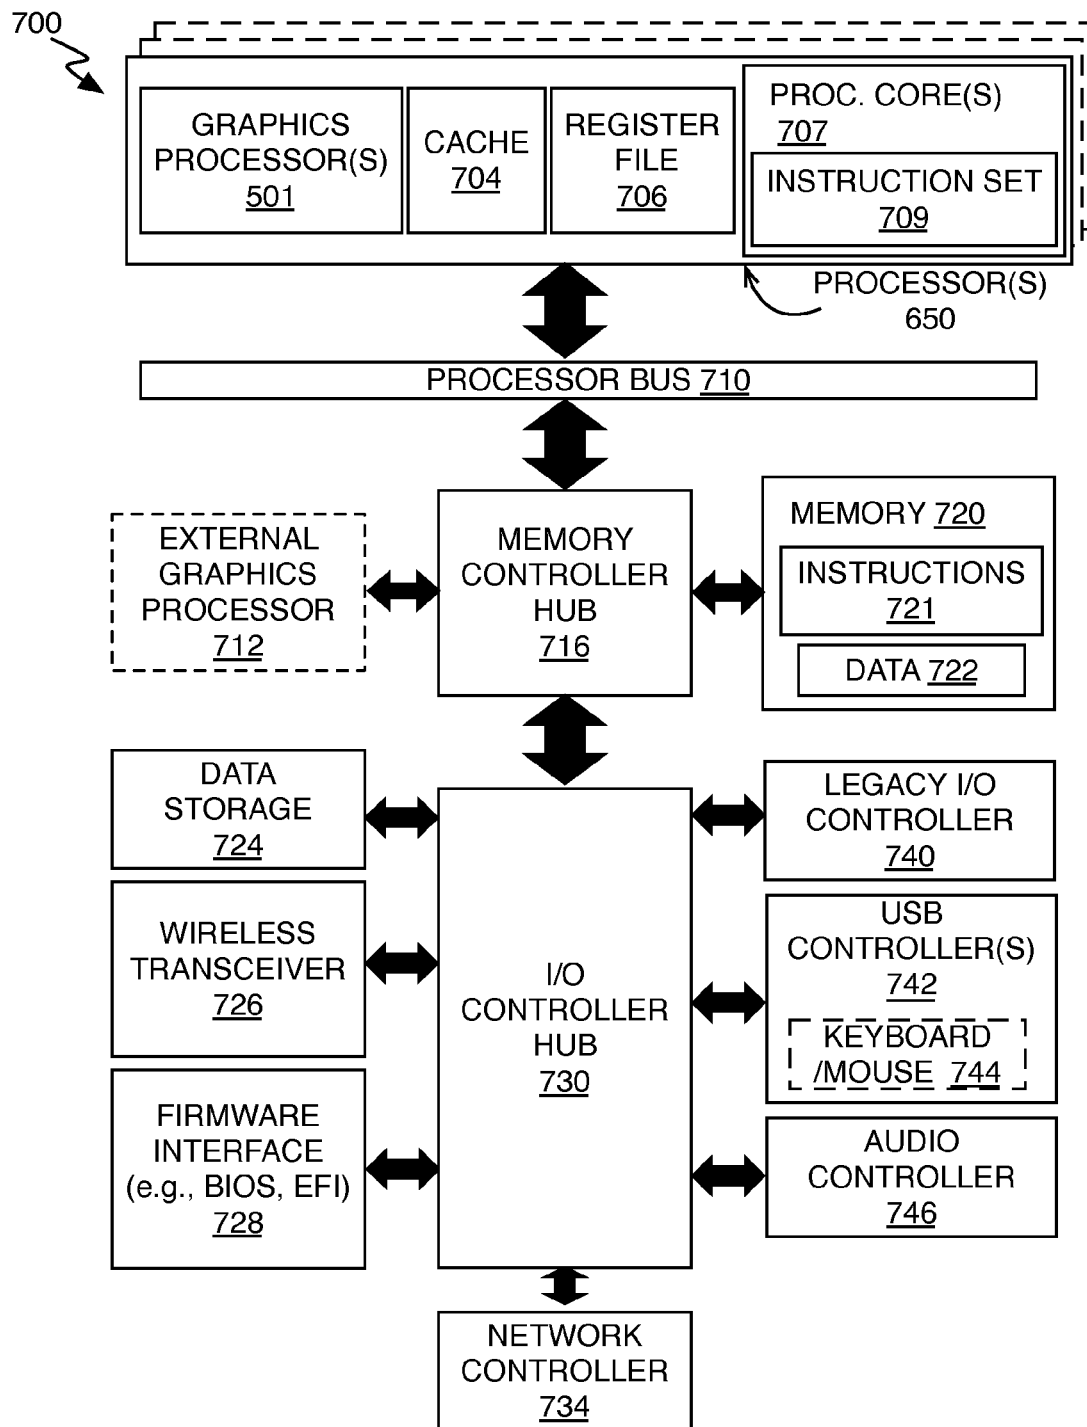 700
GRAPHICS
PROCESSOR(S)
501
CACHE
704
REGISTER
FILE
706
PROC. CORE(S)
707
INSTRUCTION SET
709
PROCESSOR(S)
650
PROCESSOR BUS 710
EXTERNAL
GRAPHICS
PROCESSOR
712
MEMORY
CONTROLLER
HUB
716
MEMORY 720
INSTRUCTIONS
721
DATA 722
DATA
STORAGE
724
WIRELESS
TRANSCEIVER
726
FIRMWARE
INTERFACE
(e.g., BIOS, EFI)
728
I/O
CONTROLLER
HUB
730
LEGACY I/O
CONTROLLER
740
USB
CONTROLLER(S)
742
KEYBOARD
/MOUSE 744
AUDIO
CONTROLLER
746
NETWORK
CONTROLLER
734